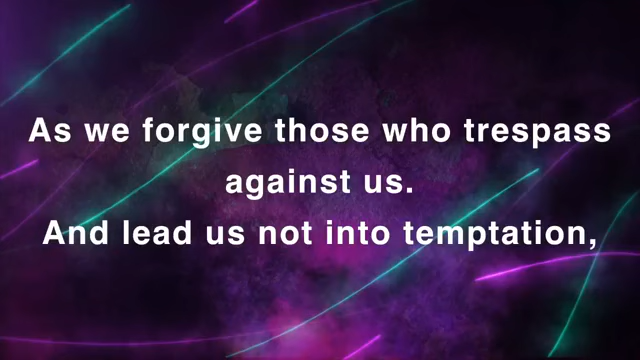 As we forgive those who trespass
against us.
And lead us not into temptation,